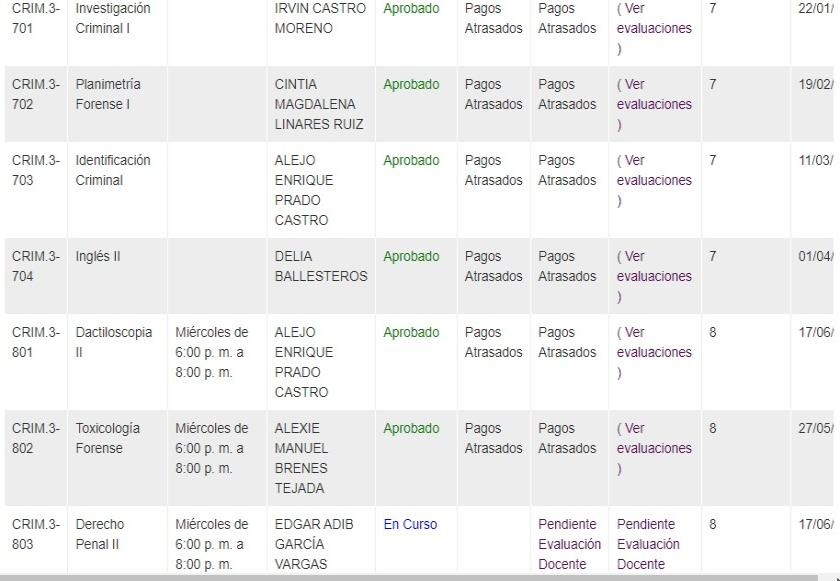 CRIM.3-701 Investigación Criminal I IRVIN CASTRO MORENO Aprobado Pagos Atrasados Pagos Atrasados ( Ver evaluaciones ) 7 22/01/
CRIM.3-702 Planimetría Forense I CINTIA MAGDALENA LINARES RUIZ Aprobado Pagos Atrasados Pagos Atrasados ( Ver evaluaciones ) 7 19/02/
CRIM.3-703 Identificación Criminal ALEJO ENRIQUE PRADO CASTRO Aprobado Pagos Atrasados Pagos Atrasados ( Ver evaluaciones ) 7 11/03/
CRIM.3-704 Inglés II DELIA BALLESTEROS Aprobado Pagos Atrasados Pagos Atrasados ( Ver evaluaciones ) 7 01/04/
CRIM.3-801 Dactiloscopia II Miércoles de 6:00 p. m. a 8:00 p. m. ALEJO ENRIQUE PRADO CASTRO Aprobado Pagos Atrasados Pagos Atrasados ( Ver evaluaciones ) 8 17/06/
CRIM.3-802 Toxicología Forense Miércoles de 6:00 p. m. a 8:00 p. m. ALEXIE MANUEL BRENES TEJADA Aprobado Pagos Atrasados Pagos Atrasados ( Ver evaluaciones ) 8 27/05/
CRIM.3-803 Derecho Penal II Miércoles de 6:00 p. m. a 8:00 p. m. EDGAR ADIB GARCÍA VARGAS En Curso Pendiente Evaluación Docente Pendiente Evaluación Docente 8 17/06/